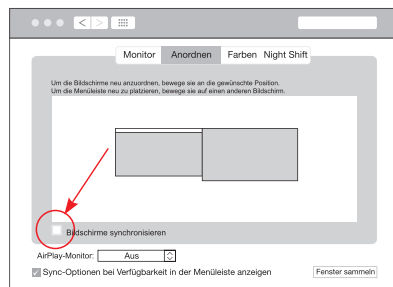 Monitor Anordnen Farben Night Shift
Um die Bildschirme neu anzuordnen, bewege sie an die gewünschte Position.
Um die Menüleiste neu zu platzieren, bewege sie auf einen anderen Bildschirm.
Bildschirme synchronisieren
AirPlay-Monitor: Aus
Sync-Optionen bei Verfügbarkeit in der Menüleiste anzeigen Fenster sammeln